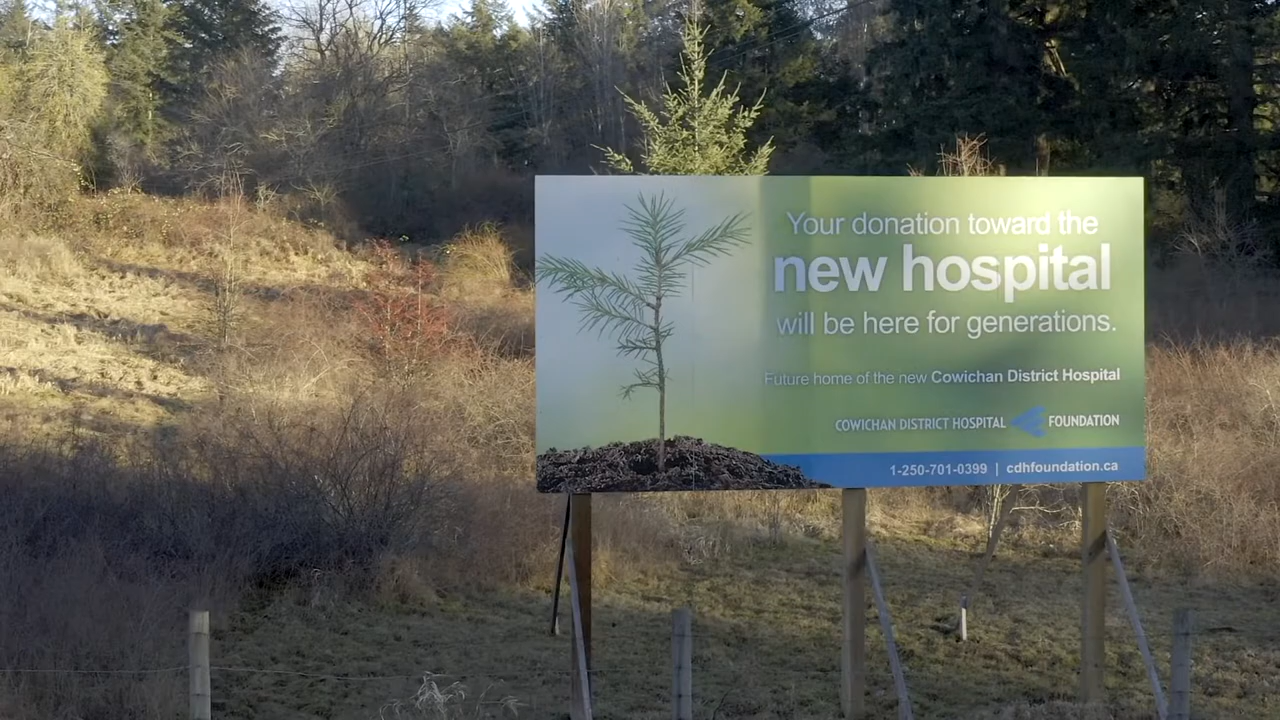 Your donation toward the
new hospital
will be here for generations.
Future home of the new Cowichan District Hospital
COWICHAN DISTRICT HOSPITAL FOUNDATION
1-250-701-0399 | cdhfoundation.ca